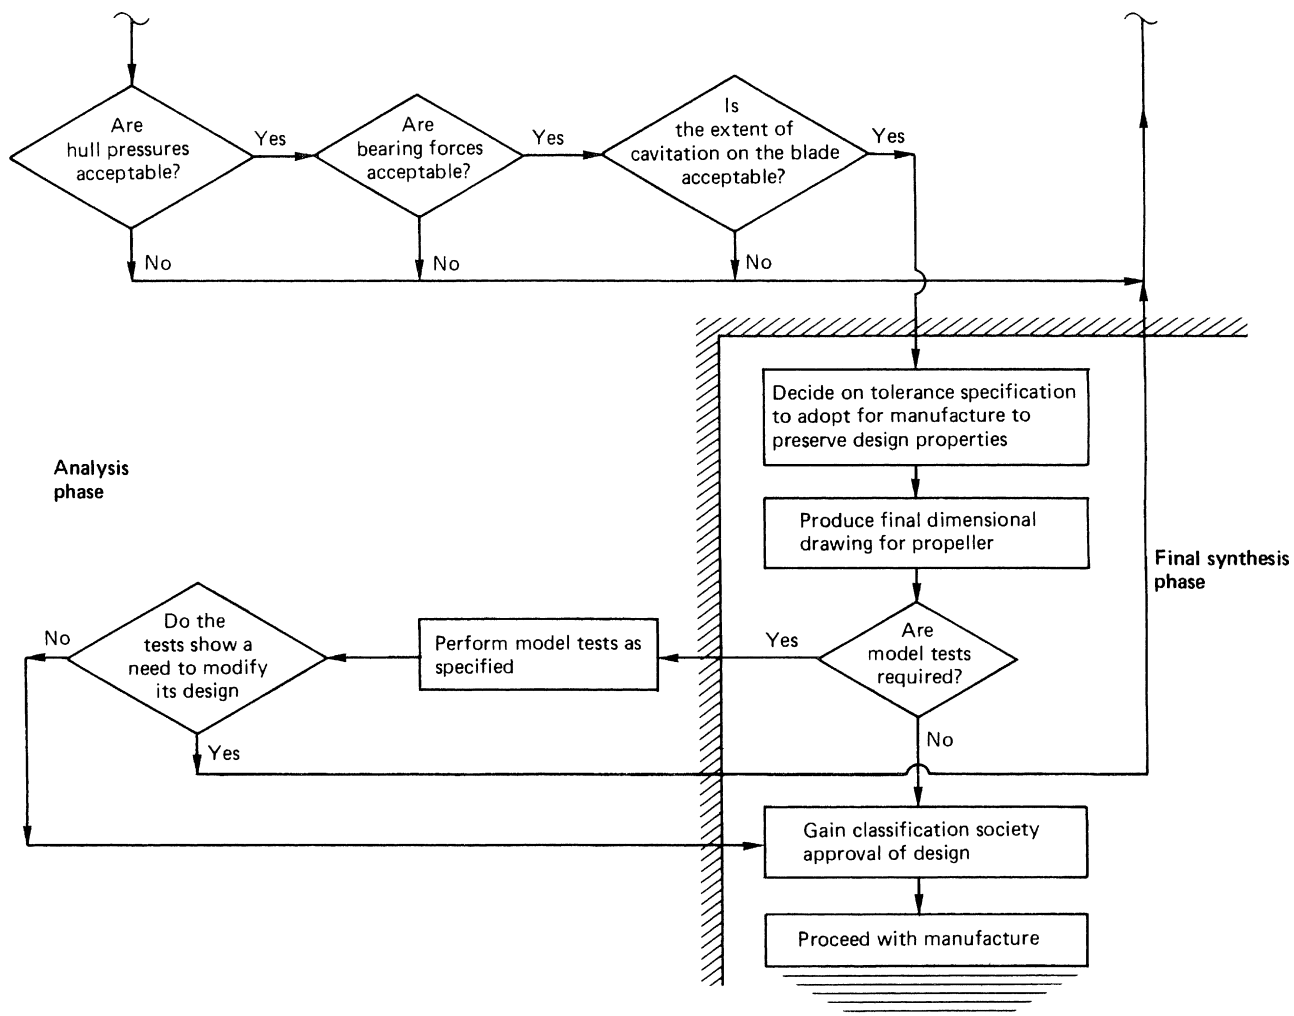 Are
hull pressures
acceptable?
Yes
No
Are
bearing forces
acceptable?
Yes
No
Is
the extent of
cavitation on the blade
acceptable?
Yes
No
Decide on tolerance specification
to adopt for manufacture to
preserve design properties
Analysis
phase
Produce final dimensional
drawing for propeller
Final synthesis
phase
Are
model tests
required?
Yes
No
Perform model tests as
specified
Do the
tests show a
need to modify
its design
No
Yes
Gain classification society
approval of design
Proceed with manufacture